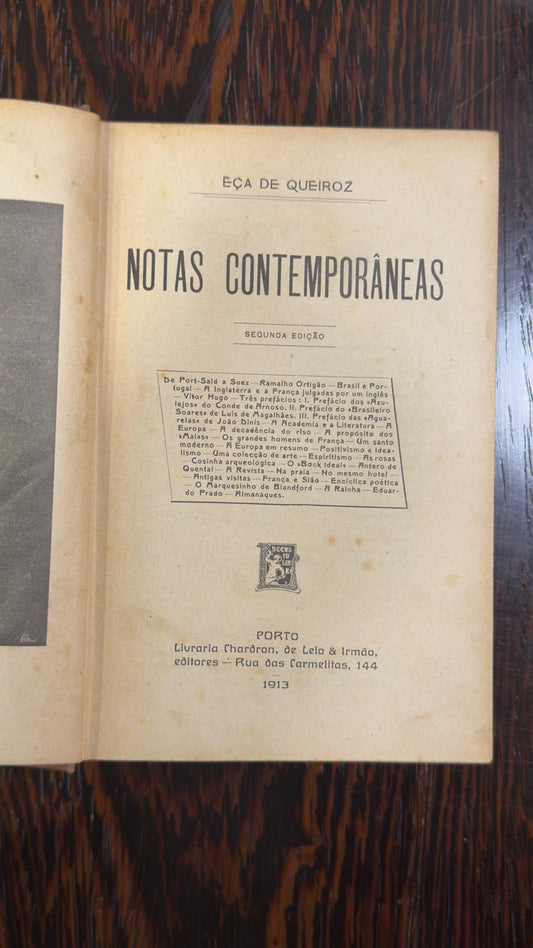 EÇA DE QUEIROZ
NOTAS CONTEMPORÂNEAS
SEGUNDA EDIÇÃO
De Port-Said a Suez — Ramalho Ortigão — Brasil e Por-
tugal — A Inglaterra e a França julgadas por um Inglês
— Vítor Hugo — Três prefácios: I. Prefácio dos «Azu-
lejos» do Conde de Arnoso. II. Prefácio do «Brasileiro
Soares» de Luís de Magalhães. III. Prefácio das «Agua-
relas» de João Dinis — A Academia e a Literatura — A
Europa — A decadência do riso — A propósito dos
«Maias» — Os grandes homens de França — Um santo
moderno — A Europa em resumo — Positivismo e Idea-
lismo — Uma colecção de arte — Espiritismo — As rosas
— Cosinha arqueológica — O «Bock ideal» — Antero de
Quental — A Revista — Na praia — No mesmo hotel —
— Antigas visitas — França e Sião — Encíclica poética
— O Marquesinho de Blandford — A Rainha — Eduar-
do Prado — Almanaques.
DECUS
IN
LABORE
PORTO
Livraria Chardron, de Lelo & Irmão,
editores — Rua das Carmelitas, 144
1913